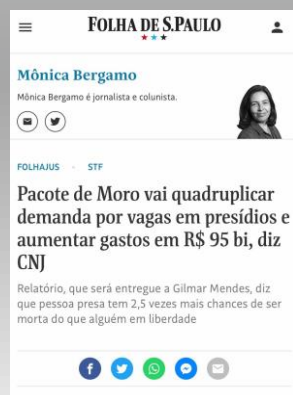 FOLHA DE S.PAULO
Mônica Bergamo
Mônica Bergamo é jornalista e colunista.
FOLHAJUS · STF
Pacote de Moro vai quadruplicar
demanda por vagas em presídios e
aumentar gastos em R$ 95 bi, diz
CNJ
Relatório, que será entregue a Gilmar Mendes, diz
que pessoa presa tem 2,5 vezes mais chances de ser
morta do que alguém em liberdade